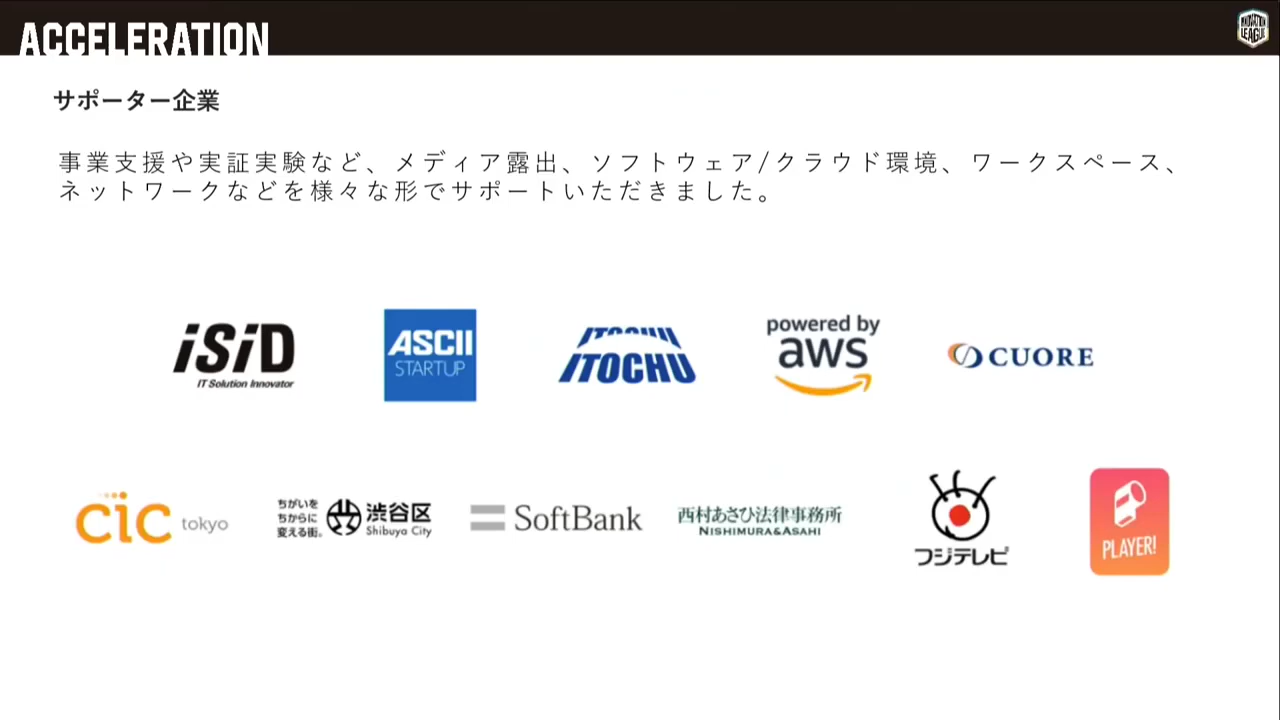 ACCELERATION
INNOVATION
LEAGUE
サポーター企業
事業支援や実証実験など、メディア露出、ソフトウェア/クラウド環境、ワークスペース、
ネットワークなどを様々な形でサポートいただきました。
iSiD
IT Solution Innovator
ASCII
STARTUP
ITOCHU
ITOCHU
powered by
aws
CUORE
CiC tokyo
ちがいを
ちからに
変える街。
渋谷区
Shibuya City
SoftBank
西村あさひ法律事務所
NISHIMURA&ASAHI
フジテレビ
PLAYER!